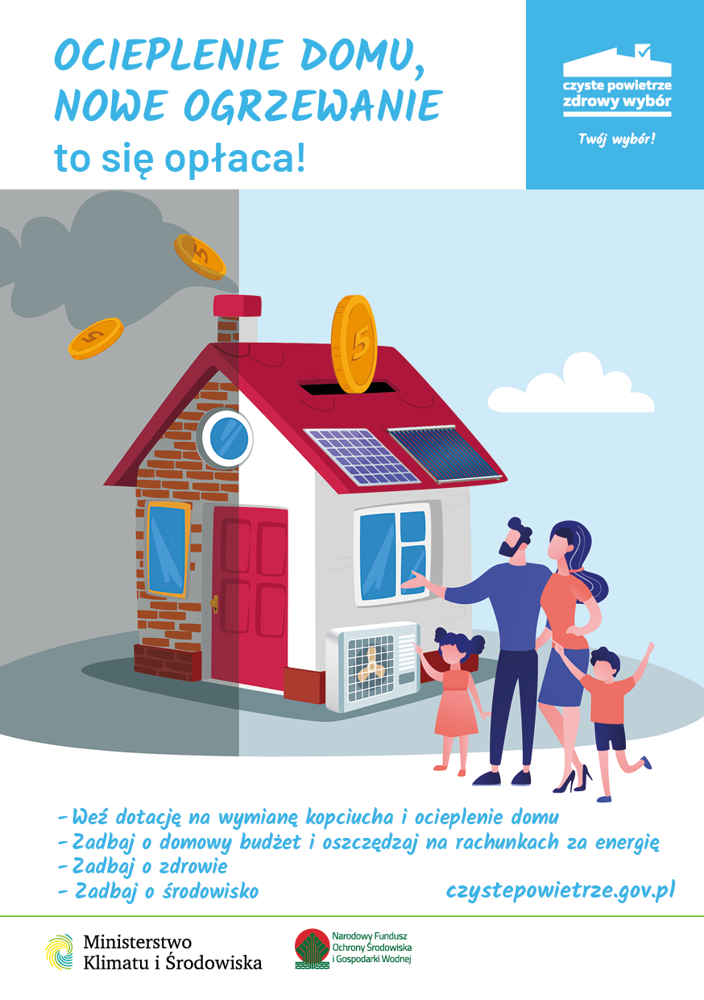 OCIEPLENIE DOMU,
NOWE OGRZEWANIE
to się opłaca!
czyste powietrze
zdrowy wybór
Twój wybór!
5
5
5
- Weź dotację na wymianę kopciucha i ocieplenie domu
- Zadbaj o domowy budżet i oszczędzaj na rachunkach za energię
- Zadbaj o zdrowie
- Zadbaj o środowisko
czystepowietrze.gov.pl
Ministerstwo
Klimatu i Środowiska
Narodowy Fundusz
Ochrony Środowiska
i Gospodarki Wodnej